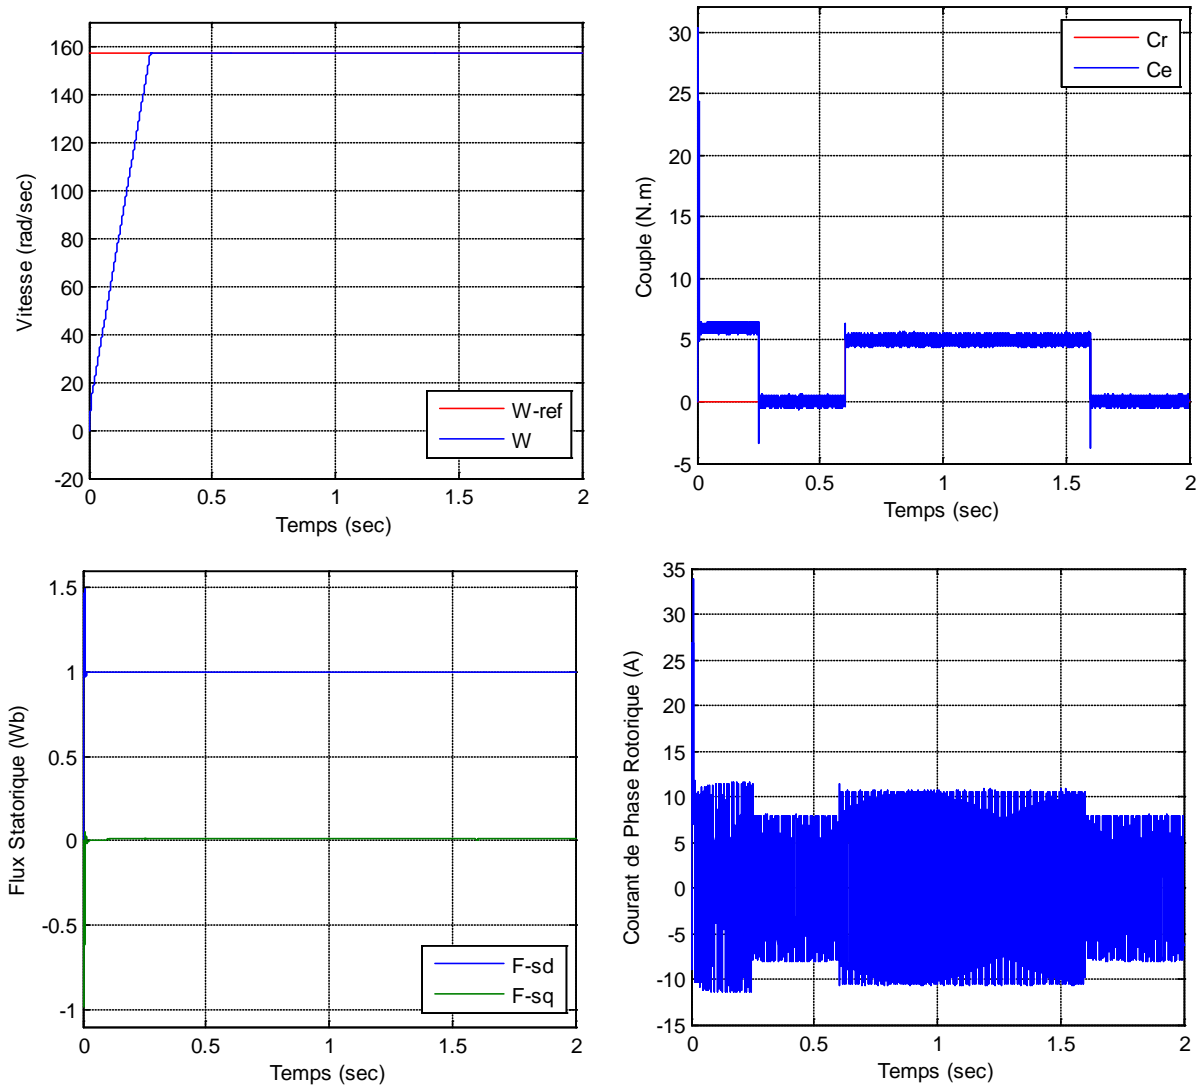 160
140
120
100
80
60
40
20
0
-20
0 0.5 1 1.5 2
Temps (sec)
Vitesse (rad/sec)
W-ref
W
30
25
20
15
10
5
0
-5
0 0.5 1 1.5 2
Temps (sec)
Couple (N.m)
Cr
Ce
1.5
1
0.5
0
-0.5
-1
0 0.5 1 1.5 2
Temps (sec)
Flux Statorique (Wb)
F-sd
F-sq
35
30
25
20
15
10
5
0
-5
-10
-15
0 0.5 1 1.5 2
Temps (sec)
Courant de Phase Rotorique (A)